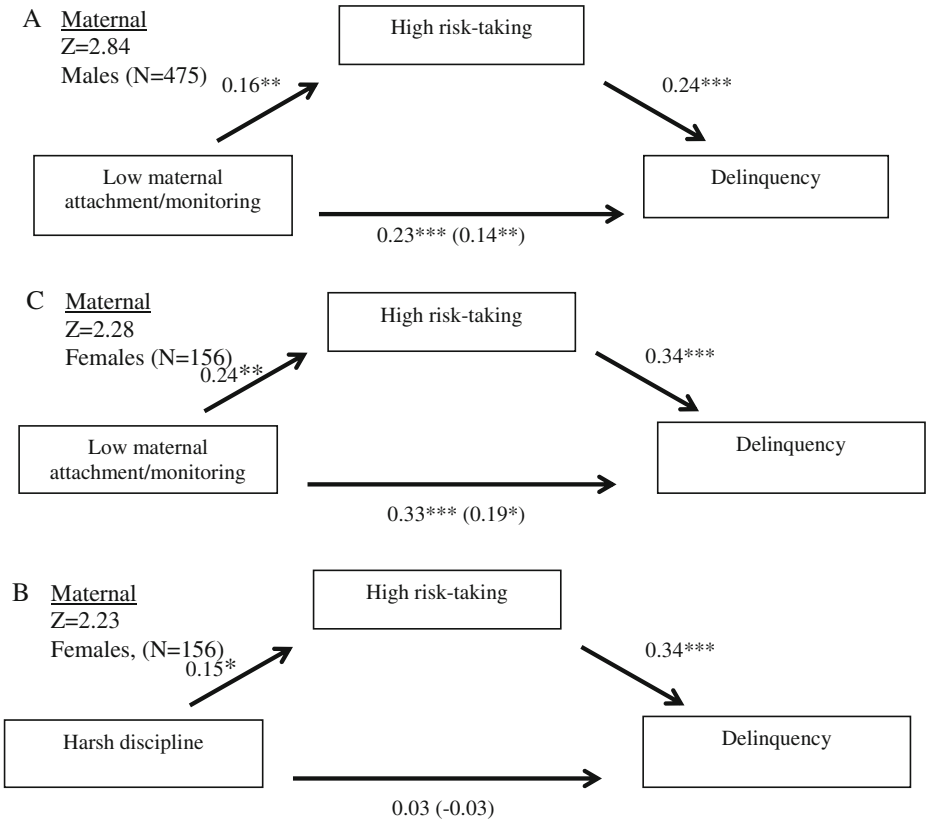 A
Maternal
Z=2.84
Males (N=475)
High risk-taking
0.16**
0.24***
Low maternal
attachment/monitoring
Delinquency
0.23*** (0.14**)
C
Maternal
Z=2.28
Females (N=156)
High risk-taking
0.24**
0.34***
Low maternal
attachment/monitoring
Delinquency
0.33*** (0.19*)
B
Maternal
Z=2.23
Females, (N=156)
High risk-taking
0.15*
0.34***
Harsh discipline
Delinquency
0.03 (-0.03)